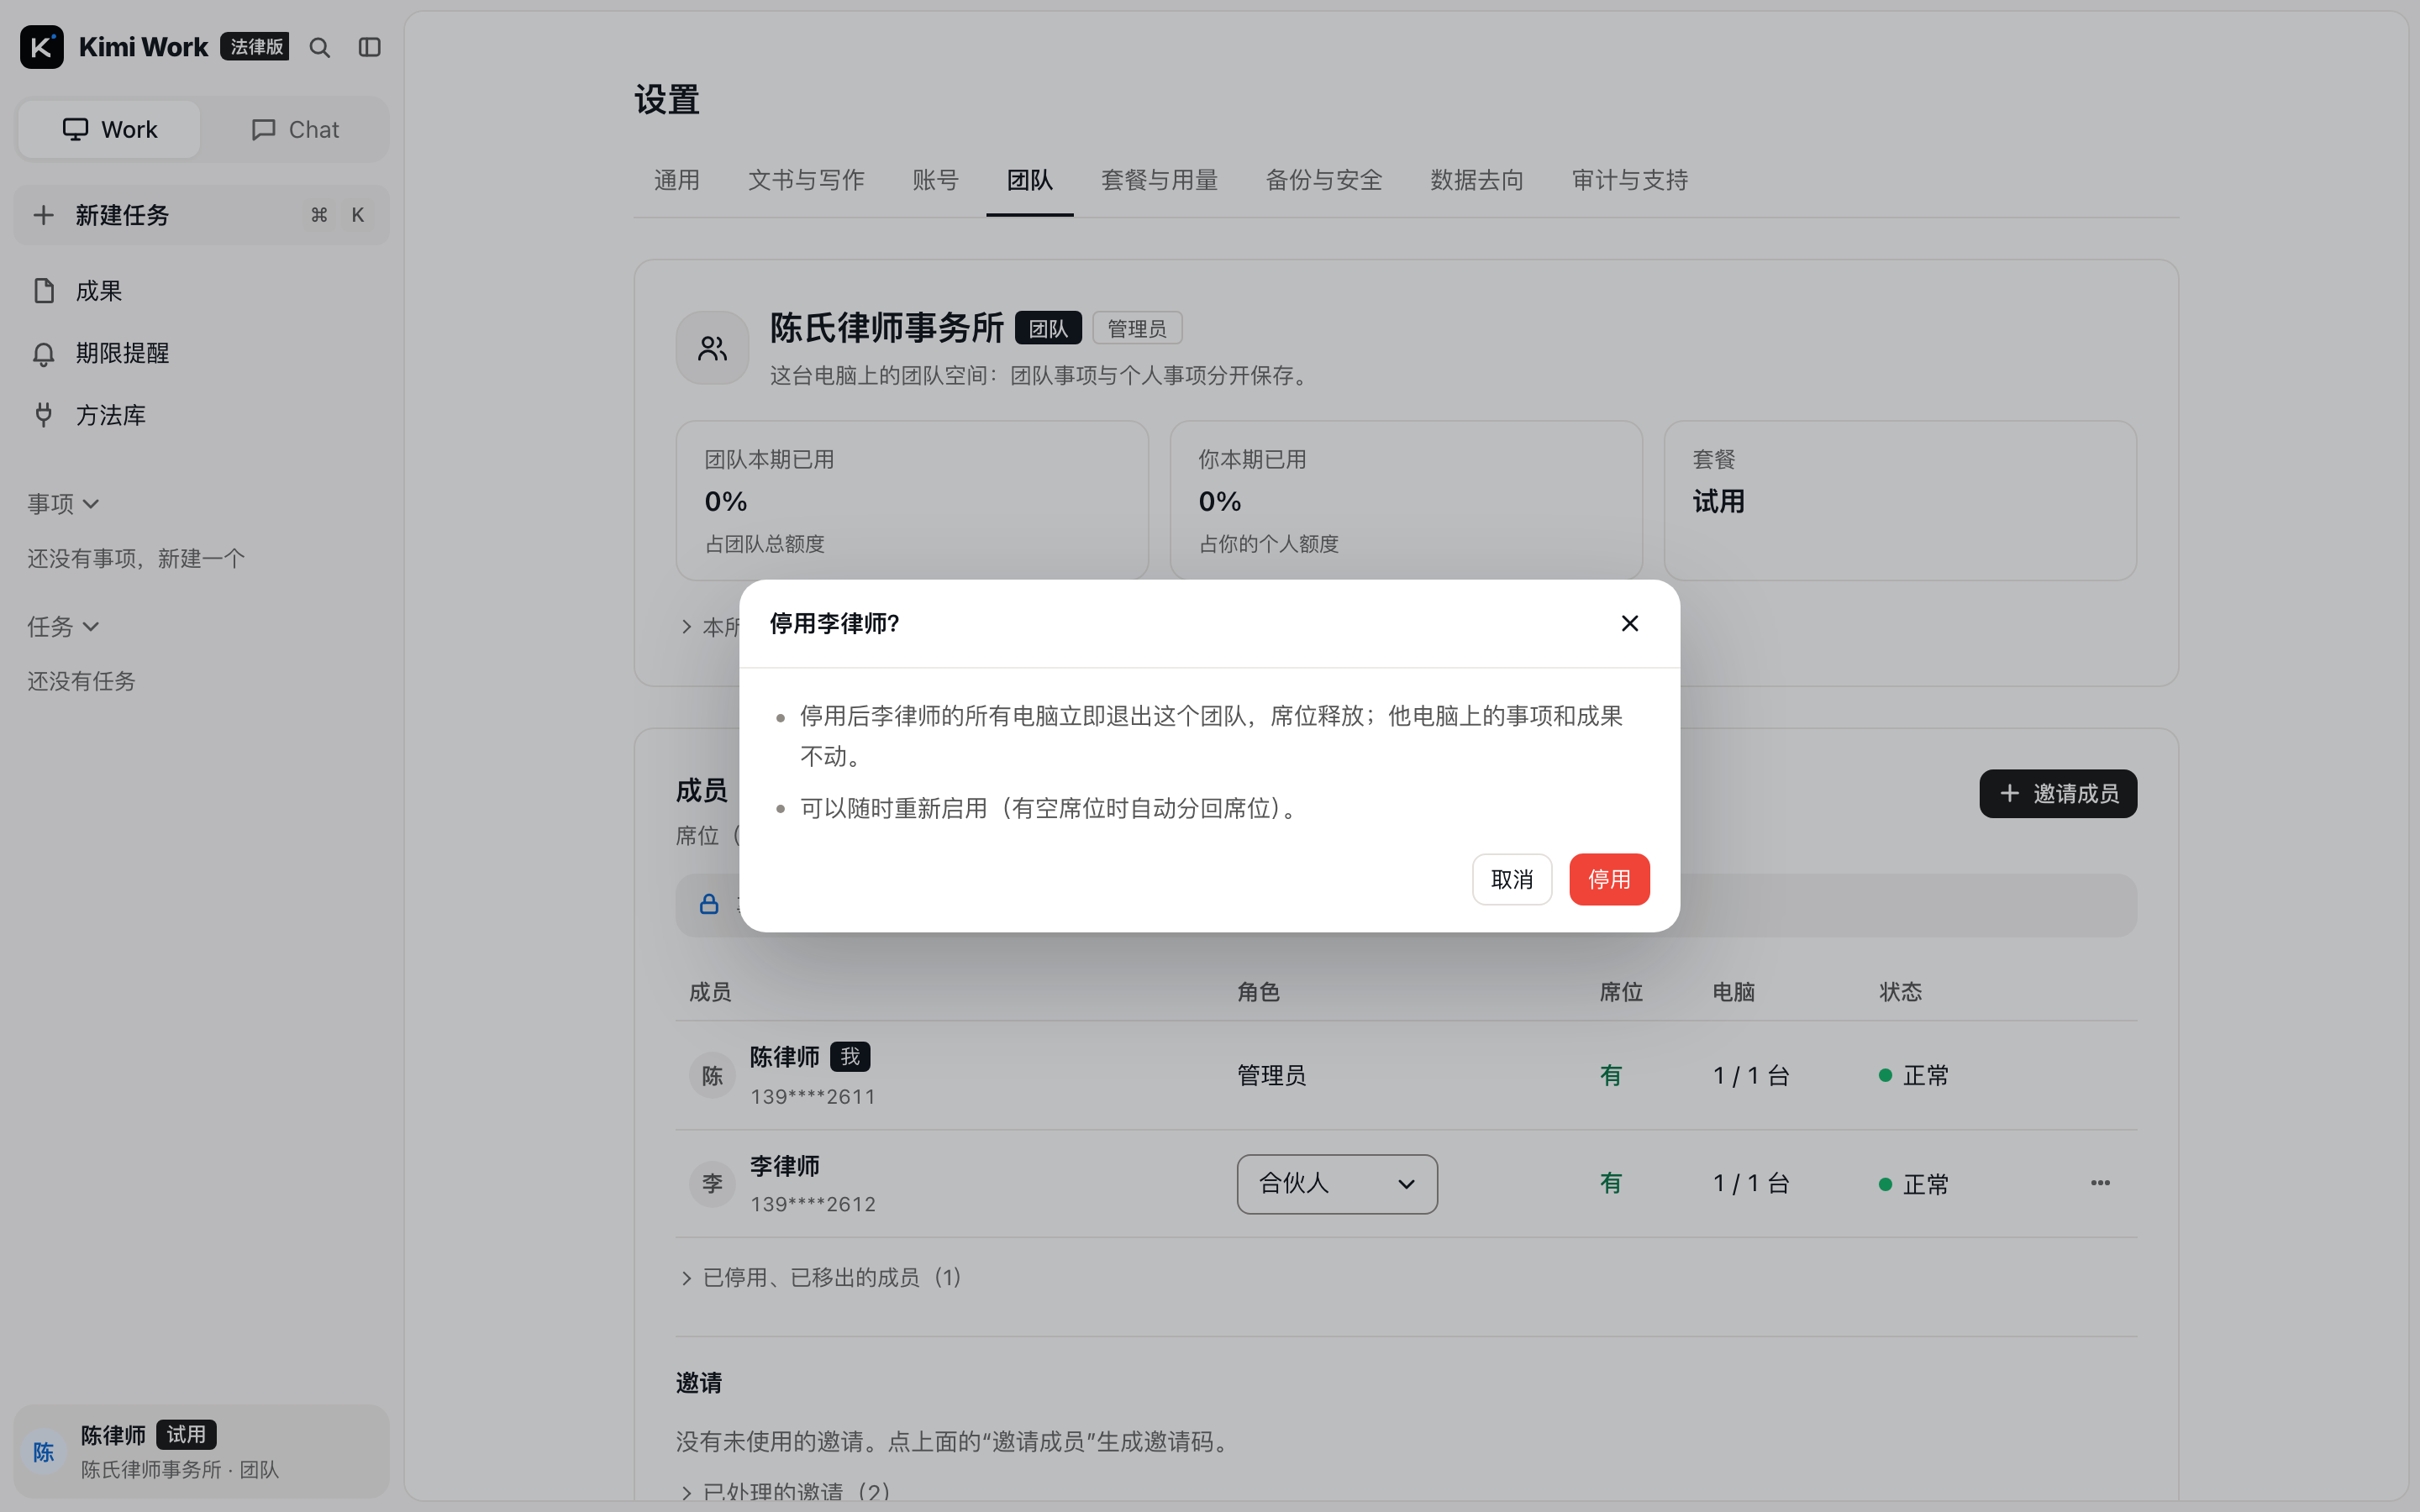 Kimi Work 法律版
Work
Chat
新建任务 ⌘ K
成果
期限提醒
方法库
事项
还没有事项，新建一个
任务
还没有任务
陈 陈律师 试用
陈氏律师事务所 · 团队
设置
通用 文书与写作 账号 团队 套餐与用量 备份与安全 数据去向 审计与支持
陈氏律师事务所 团队 管理员
这台电脑上的团队空间：团队事项与个人事项分开保存。
团队本期已用
0%
占团队总额度
你本期已用
0%
占你的个人额度
套餐
试用
本所
停用李律师?
停用后李律师的所有电脑立即退出这个团队，席位释放；他电脑上的事项和成果
不动。
可以随时重新启用（有空席位时自动分回席位）。
取消 停用
成员
席位（
邀请成员
成员 角色 席位 电脑 状态
陈 陈律师 我
139****2611
管理员 有 1 / 1 台 正常
李 李律师
139****2612
合伙人 有 1 / 1 台 正常
已停用、已移出的成员（1）
邀请
没有未使用的邀请。点上面的“邀请成员”生成邀请码。
已处理的邀请（2）